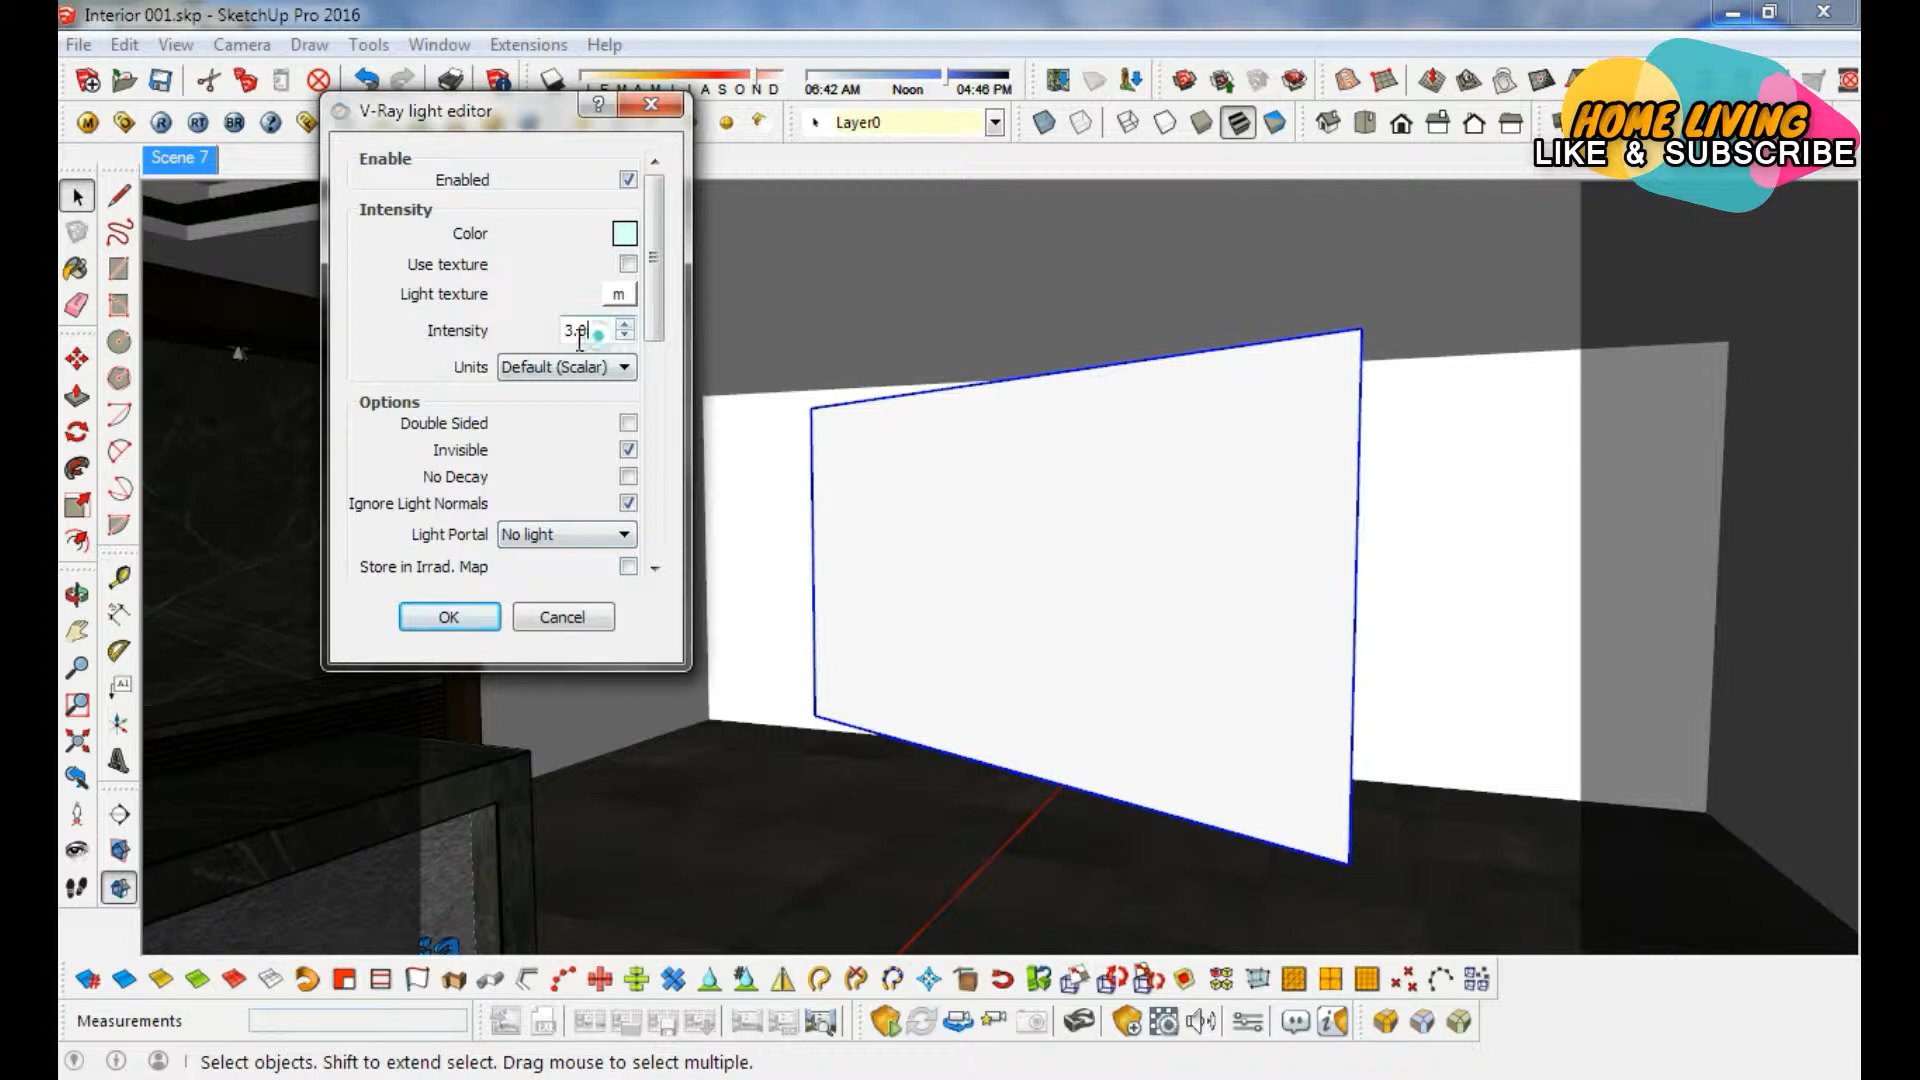 Interior 001.skp - SketchUp Pro 2016
File Edit View Camera Draw Tools Window Extensions Help
06:42 AM Noon 04:46 PM
Layer0
HOME LIVING
LIKE & SUBSCRIBE
Scene 7
V-Ray light editor
Enable
Enabled
Intensity
Color
Use texture
Light texture m
Intensity 3.0
Units Default (Scalar)
Options
Double Sided
Invisible
No Decay
Ignore Light Normals
Light Portal No light
Store in Irrad. Map
OK Cancel
Measurements
Select objects. Shift to extend select. Drag mouse to select multiple.